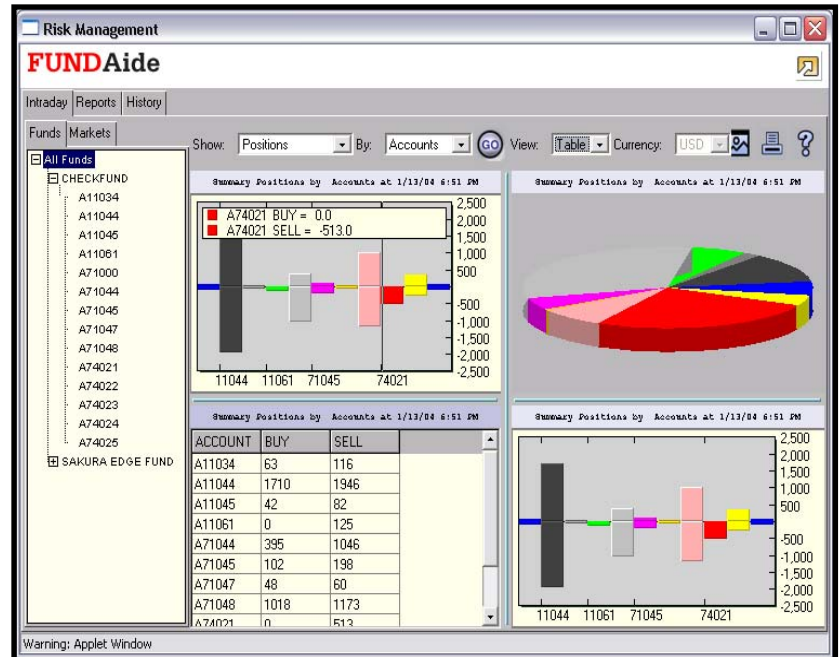 Risk Management
FUNDAide
Intraday Reports History
Funds Markets
Show: Positions By: Accounts GO View: Table Currency: USD
All Funds
CHECKFUND
A11034
A11044
A11045
A11061
A71000
A71044
A71045
A71047
A71048
A74021
A74022
A74023
A74024
A74025
SAKURA EDGE FUND
Summary Positions by Accounts at 1/13/04 6:51 PM
A74021 BUY = 0.0
A74021 SELL = -513.0
2,500
2,000
1,500
1,000
500
-500
-1,000
-1,500
-2,000
-2,500
11044 11061 71045 74021
Summary Positions by Accounts at 1/13/04 6:51 PM
Summary Positions by Accounts at 1/13/04 6:51 PM
ACCOUNT BUY SELL
A11034 63 116
A11044 1710 1946
A11045 42 82
A11061 0 125
A71044 395 1046
A71045 102 198
A71047 48 60
A71048 1018 1173
A74021 0 513
Summary Positions by Accounts at 1/13/04 6:51 PM
2,500
2,000
1,500
1,000
500
-500
-1,000
-1,500
-2,000
-2,500
11044 11061 71045 74021
Warning: Applet Window